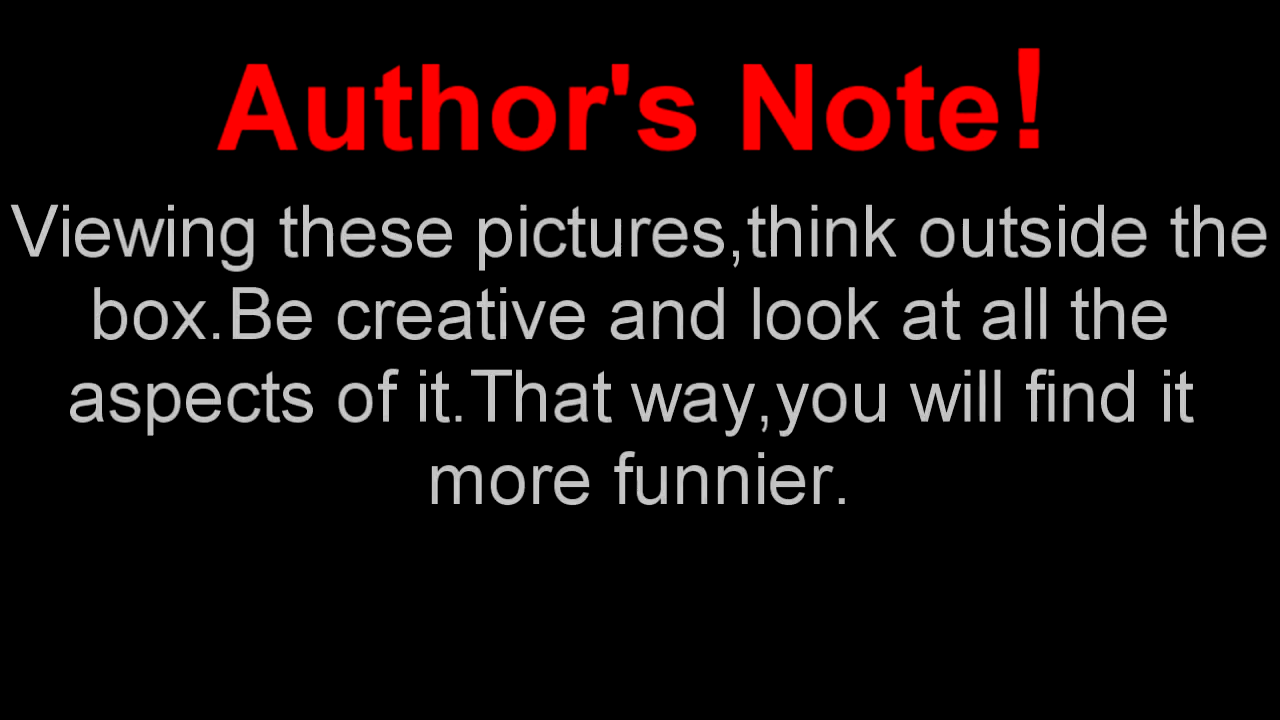 Author's Note!
Viewing these pictures,think outside the
box.Be creative and look at all the
aspects of it.That way,you will find it
more funnier.